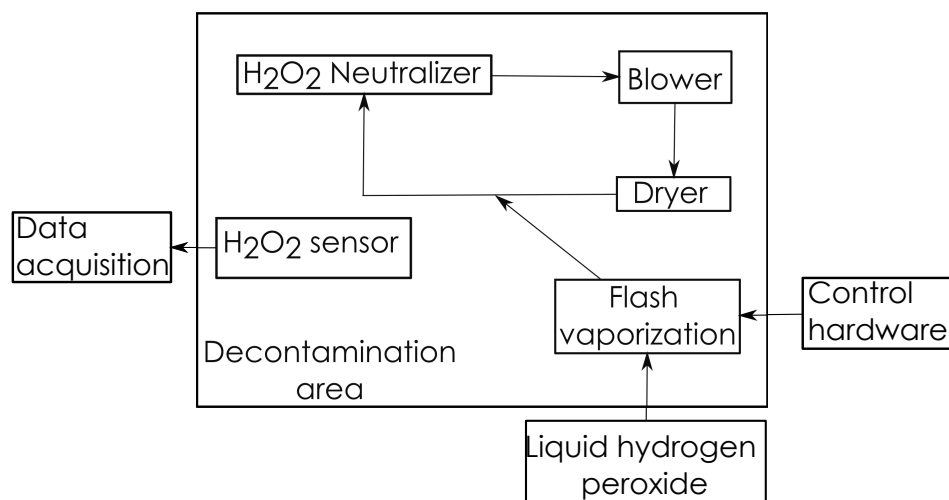 H2O2 Neutralizer
Blower
Dryer
Data
acquisition
H2O2 sensor
Flash
vaporization
Control
hardware
Decontamination
area
Liquid hydrogen
peroxide